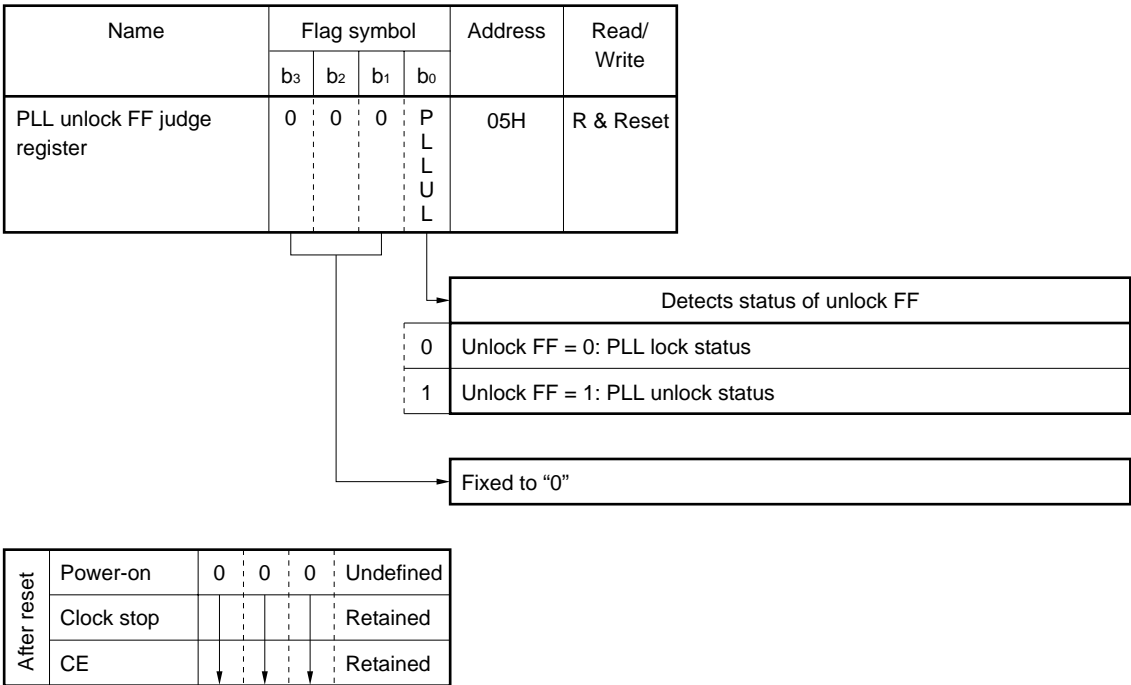 Name Flag symbol Address Read/
Write
b3 b2 b1 b0
PLL unlock FF judge 0 0 0 P 05H R & Reset
register L
L
U
L
Detects status of unlock FF
0 Unlock FF = 0: PLL lock status
1 Unlock FF = 1: PLL unlock status
Fixed to “0”
After reset
Power-on 0 0 0 Undefined
Clock stop Retained
CE Retained